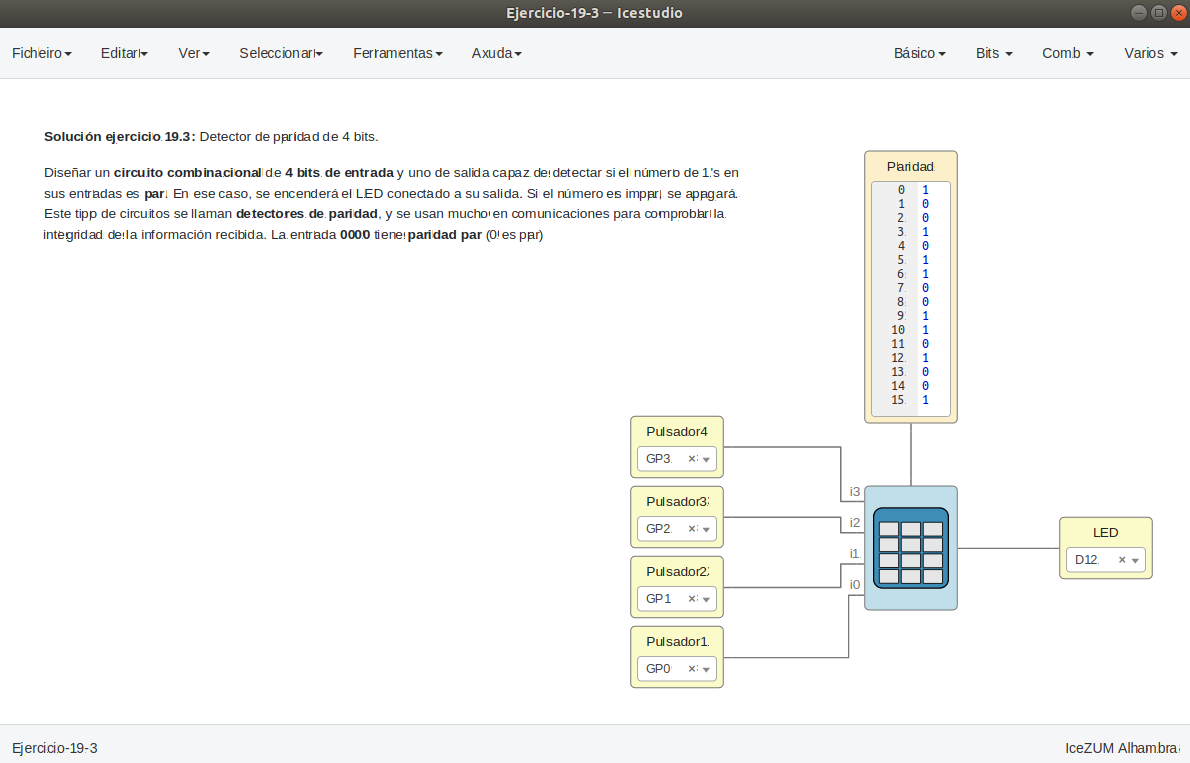 Ejercicio-19-3 — Icestudio
Ficheiro Editar Ver Seleccionar Ferramentas Axuda Básico Bits Comb Varios
Solución ejercicio 19.3: Detector de paridad de 4 bits.
Diseñar un circuito combinacional de 4 bits de entrada y uno de salida capaz de detectar si el número de 1's en
sus entradas es par. En ese caso, se encenderá el LED conectado a su salida. Si el número es impar, se apagará.
Este tipo de circuitos se llaman detectores de paridad, y se usan mucho en comunicaciones para comprobar la
integridad de la información recibida. La entrada 0000 tiene paridad par (0 es par)
Paridad
0 1
1 0
2 0
3 1
4 0
5 1
6 1
7 0
8 0
9 1
10 1
11 0
12 1
13 0
14 0
15 1
Pulsador4
GP3
Pulsador3
GP2
Pulsador2
GP1
Pulsador1
GP0
i3
i2
i1
i0
LED
D12
Ejercicio-19-3
IceZUM Alhambra